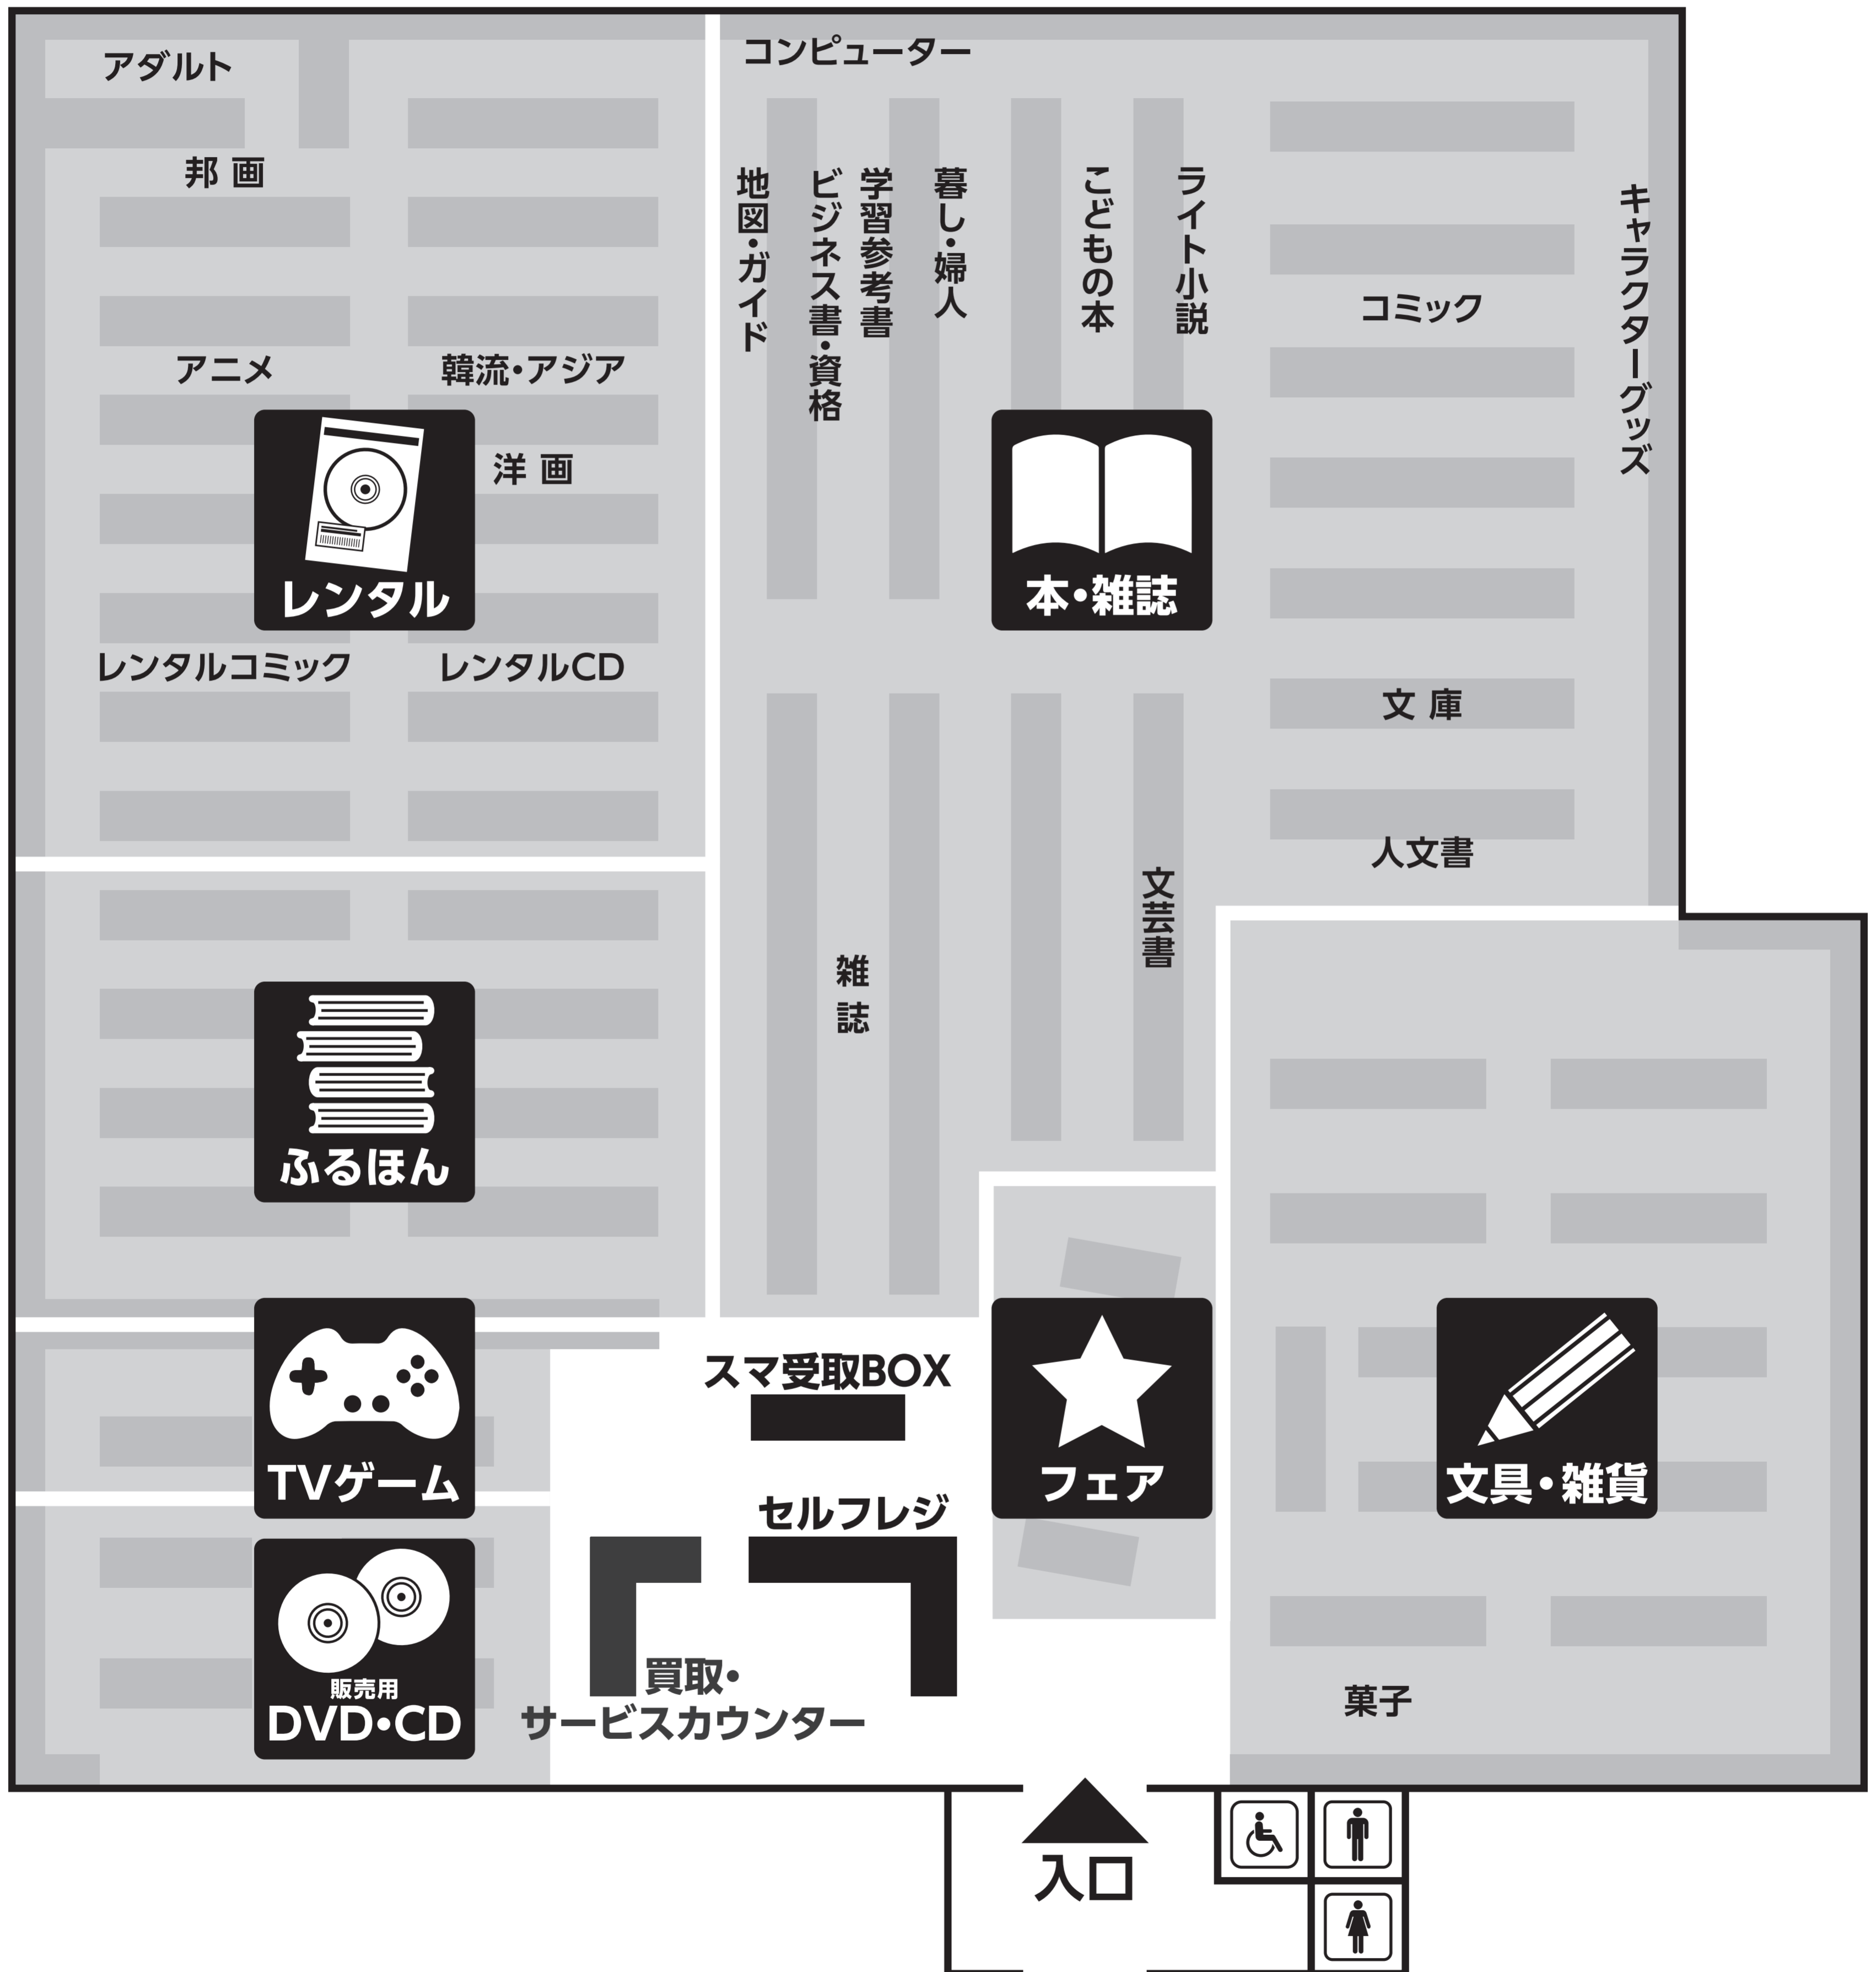 アダルト
邦画
アニメ
韓流・アジア
洋画
レンタル
レンタルコミック
レンタルCD
コンピューター
地図・ガイド
ビジネス書・資格
学習参考書
暮し・婦人
こどもの本
ライト小説
コミック
キャラクターグッズ
本・雑誌
文庫
人文書
文芸書
雑誌
ふるほん
TVゲーム
スマ受取BOX
セルフレジ
フェア
文具・雑貨
販売用
DVD・CD
買取・
サービスカウンター
菓子
入口